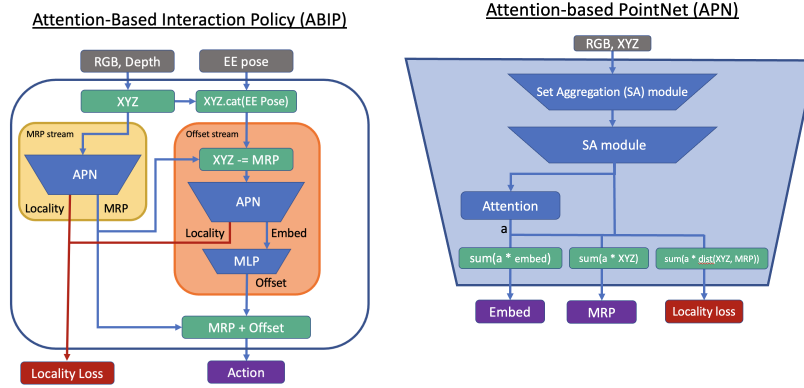 Attention-Based Interaction Policy (ABIP)
RGB, Depth
EE pose
XYZ
XYZ.cat(EE Pose)
MRP stream
Offset stream
APN
XYZ -= MRP
Locality
MRP
APN
Locality
Embed
MLP
Offset
MRP + Offset
Locality Loss
Action
Attention-based PointNet (APN)
RGB, XYZ
Set Aggregation (SA) module
SA module
Attention
a
sum(a * embed)
sum(a * XYZ)
sum(a * dist(XYZ, MRP))
Embed
MRP
Locality loss